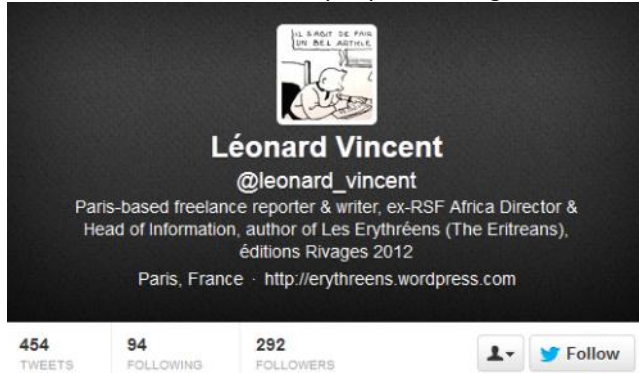 IL S'AGIT DE FAIR
UN BEL ARTICLE
Léonard Vincent
@leonard_vincent
Paris-based freelance reporter & writer, ex-RSF Africa Director &
Head of Information, author of Les Erythréens (The Eritreans),
éditions Rivages 2012
Paris, France · http://erythreens.wordpress.com
454 94 292
TWEETS FOLLOWING FOLLOWERS
Follow